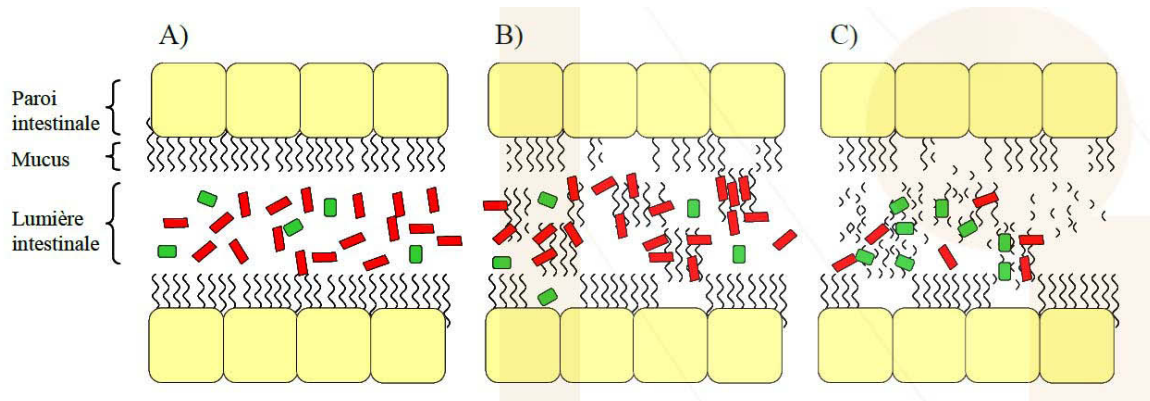 A)
B)
C)
Paroi
intestinale
Mucus
Lumière
intestinale